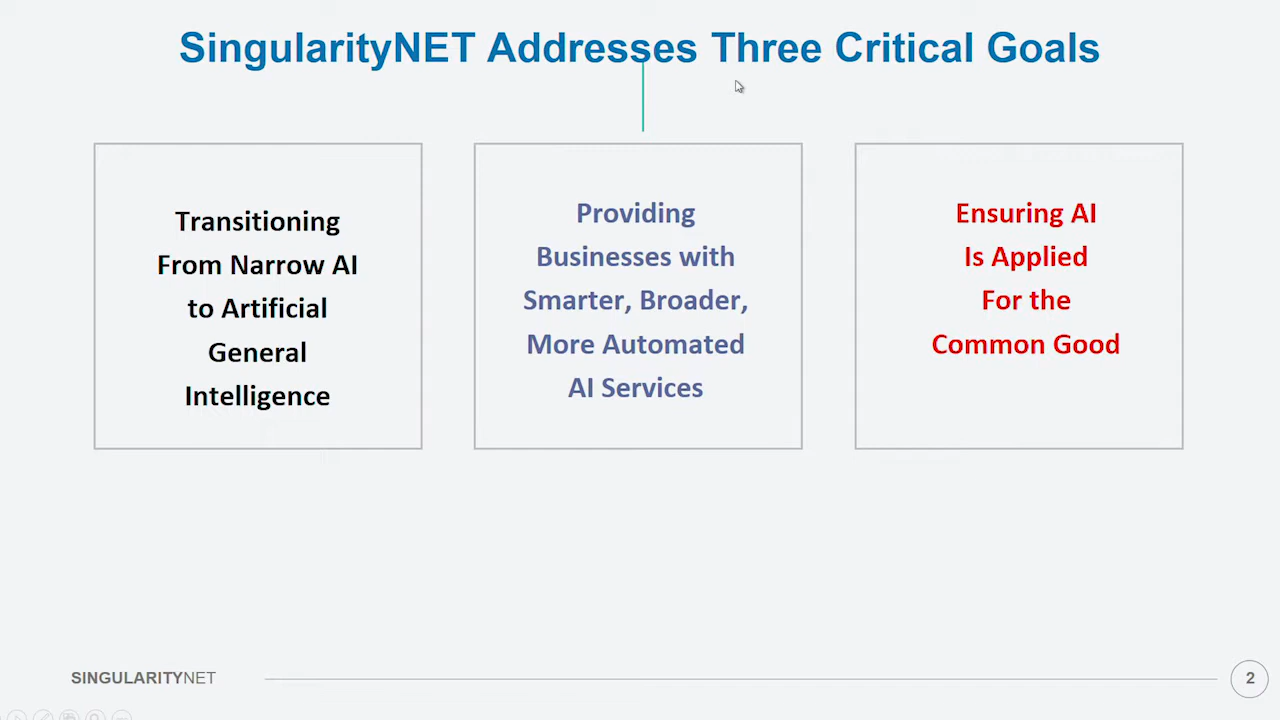 SingularityNET Addresses Three Critical Goals
Transitioning
From Narrow AI
to Artificial
General
Intelligence
Providing
Businesses with
Smarter, Broader,
More Automated
AI Services
Ensuring AI
Is Applied
For the
Common Good
SINGULARITYNET
2